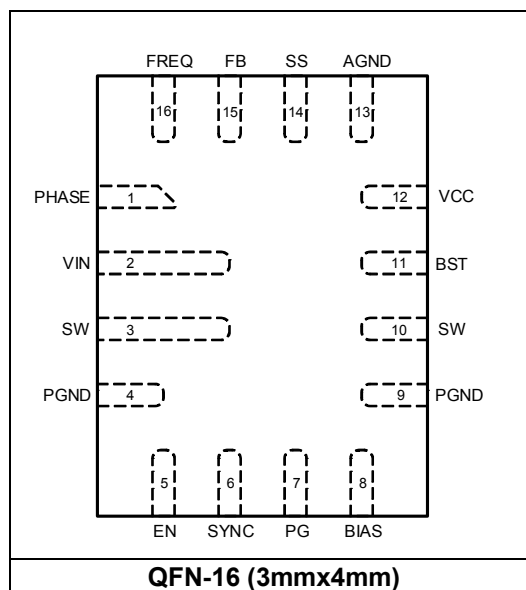 FREQ FB SS AGND
16 15 14 13
PHASE 1 12 VCC
VIN 2 11 BST
SW 3 10 SW
PGND 4 9 PGND
5 6 7 8
EN SYNC PG BIAS
QFN-16 (3mmx4mm)